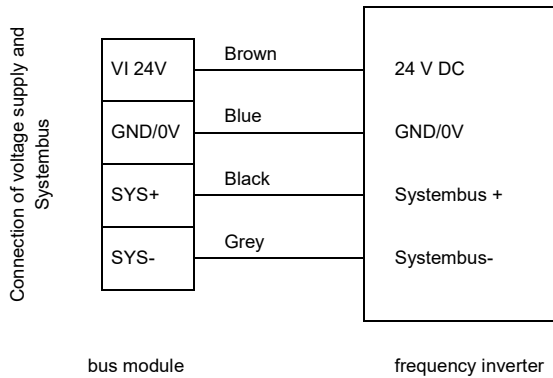 Connection of voltage supply and
Systembus
VI 24V
Brown
24 V DC
GND/0V
Blue
GND/0V
SYS+
Black
Systembus +
SYS-
Grey
Systembus-
bus module
frequency inverter